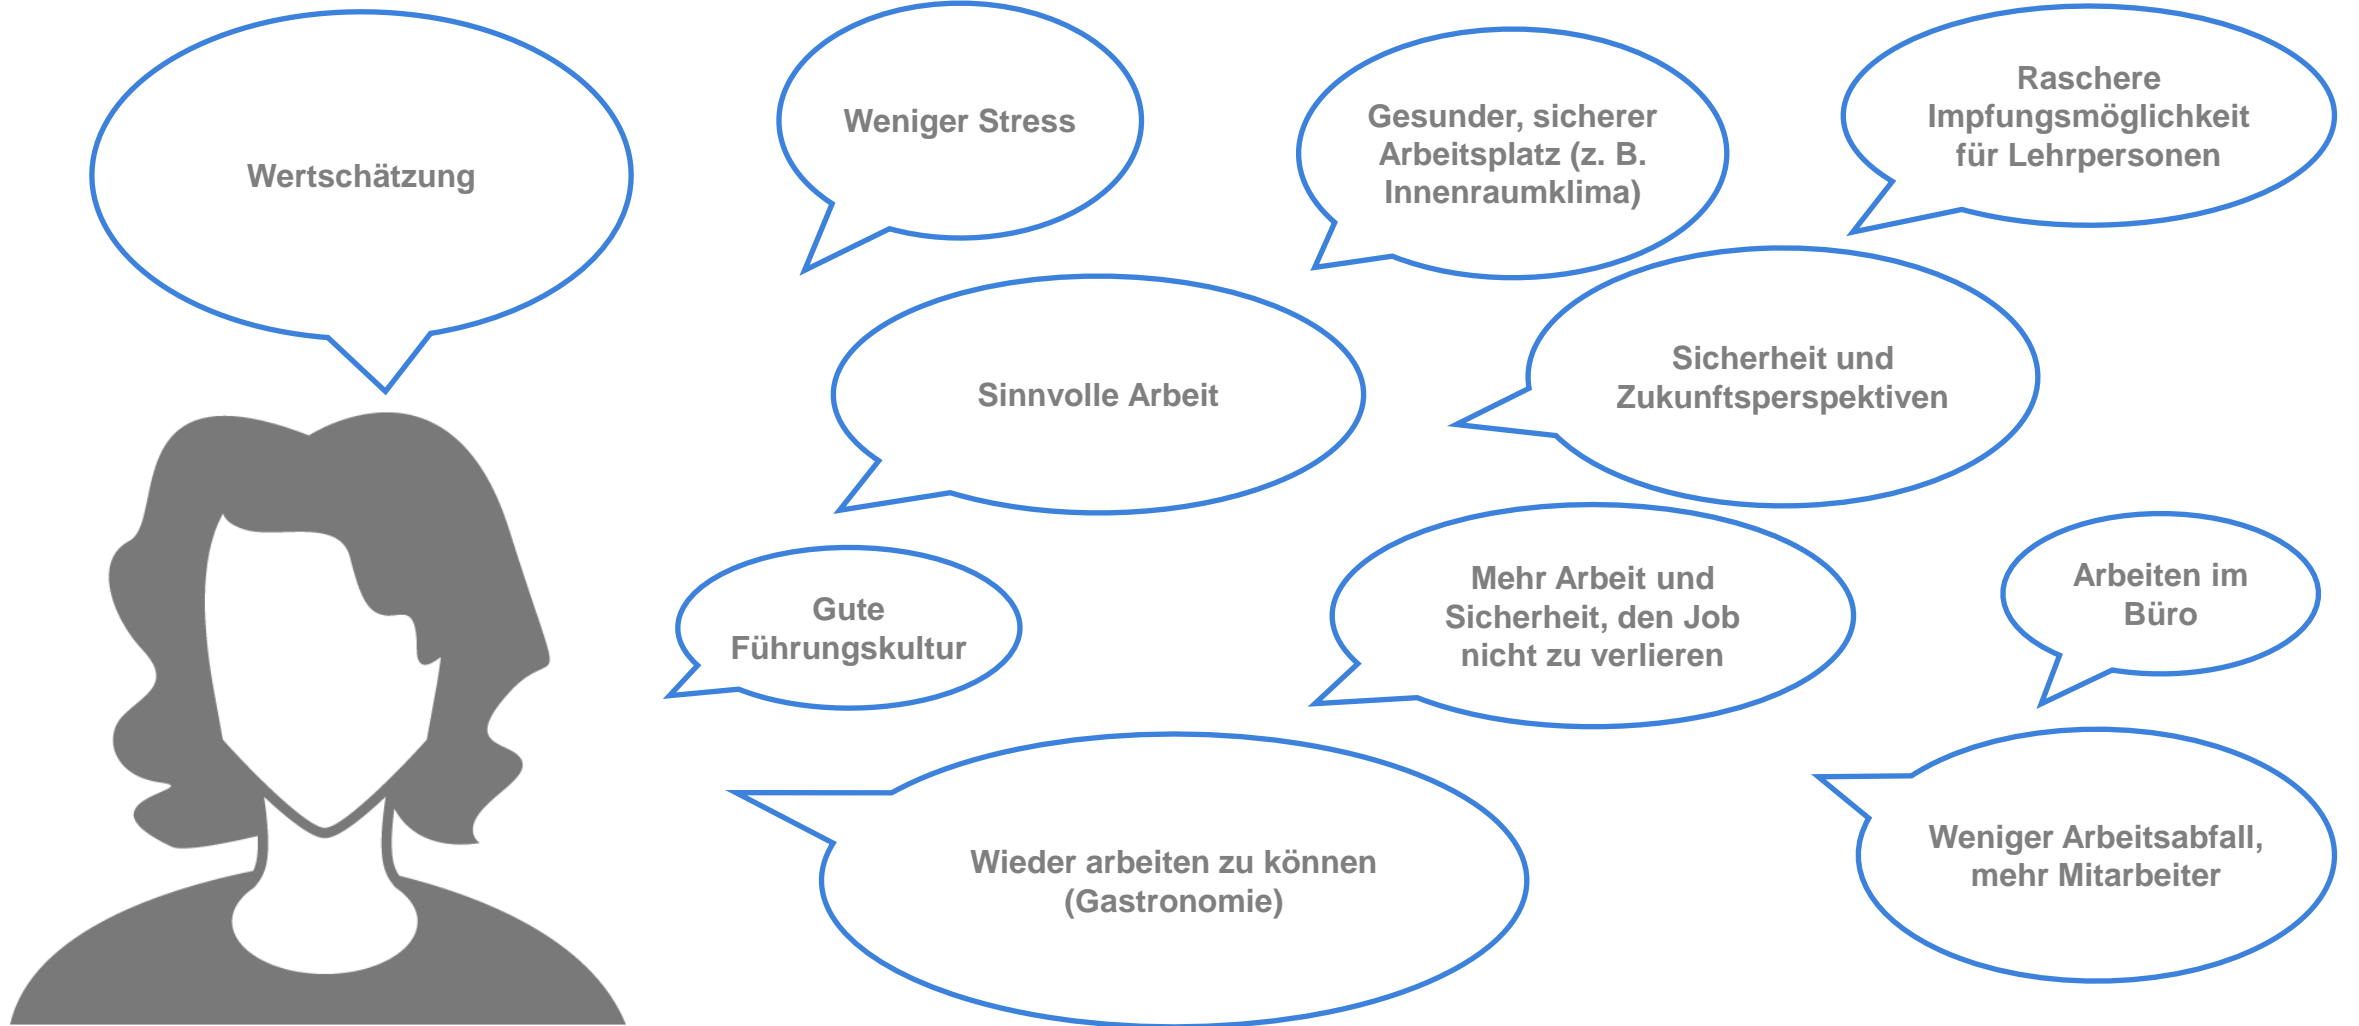 Wertschätzung
Weniger Stress
Gesunder, sicherer
Arbeitsplatz (z. B.
Innenraumklima)
Raschere
Impfungsmöglichkeit
für Lehrpersonen
Sinnvolle Arbeit
Sicherheit und
Zukunftsperspektiven
Gute
Führungskultur
Mehr Arbeit und
Sicherheit, den Job
nicht zu verlieren
Arbeiten im
Büro
Wieder arbeiten zu können
(Gastronomie)
Weniger Arbeitsabfall,
mehr Mitarbeiter